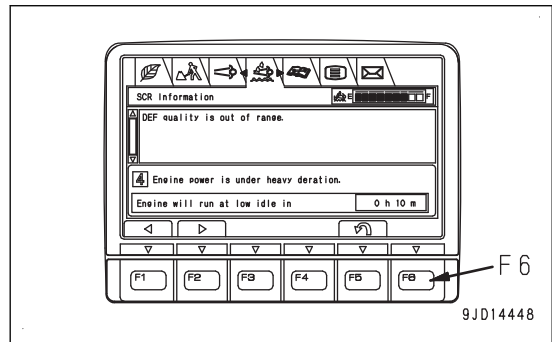 SCR Information E F
DEF quality is out of range.
4 Engine power is under heavy deration.
Engine will run at low idle in 0 h 10 m
F1 F2 F3 F4 F5 F6
F6
9JD14448